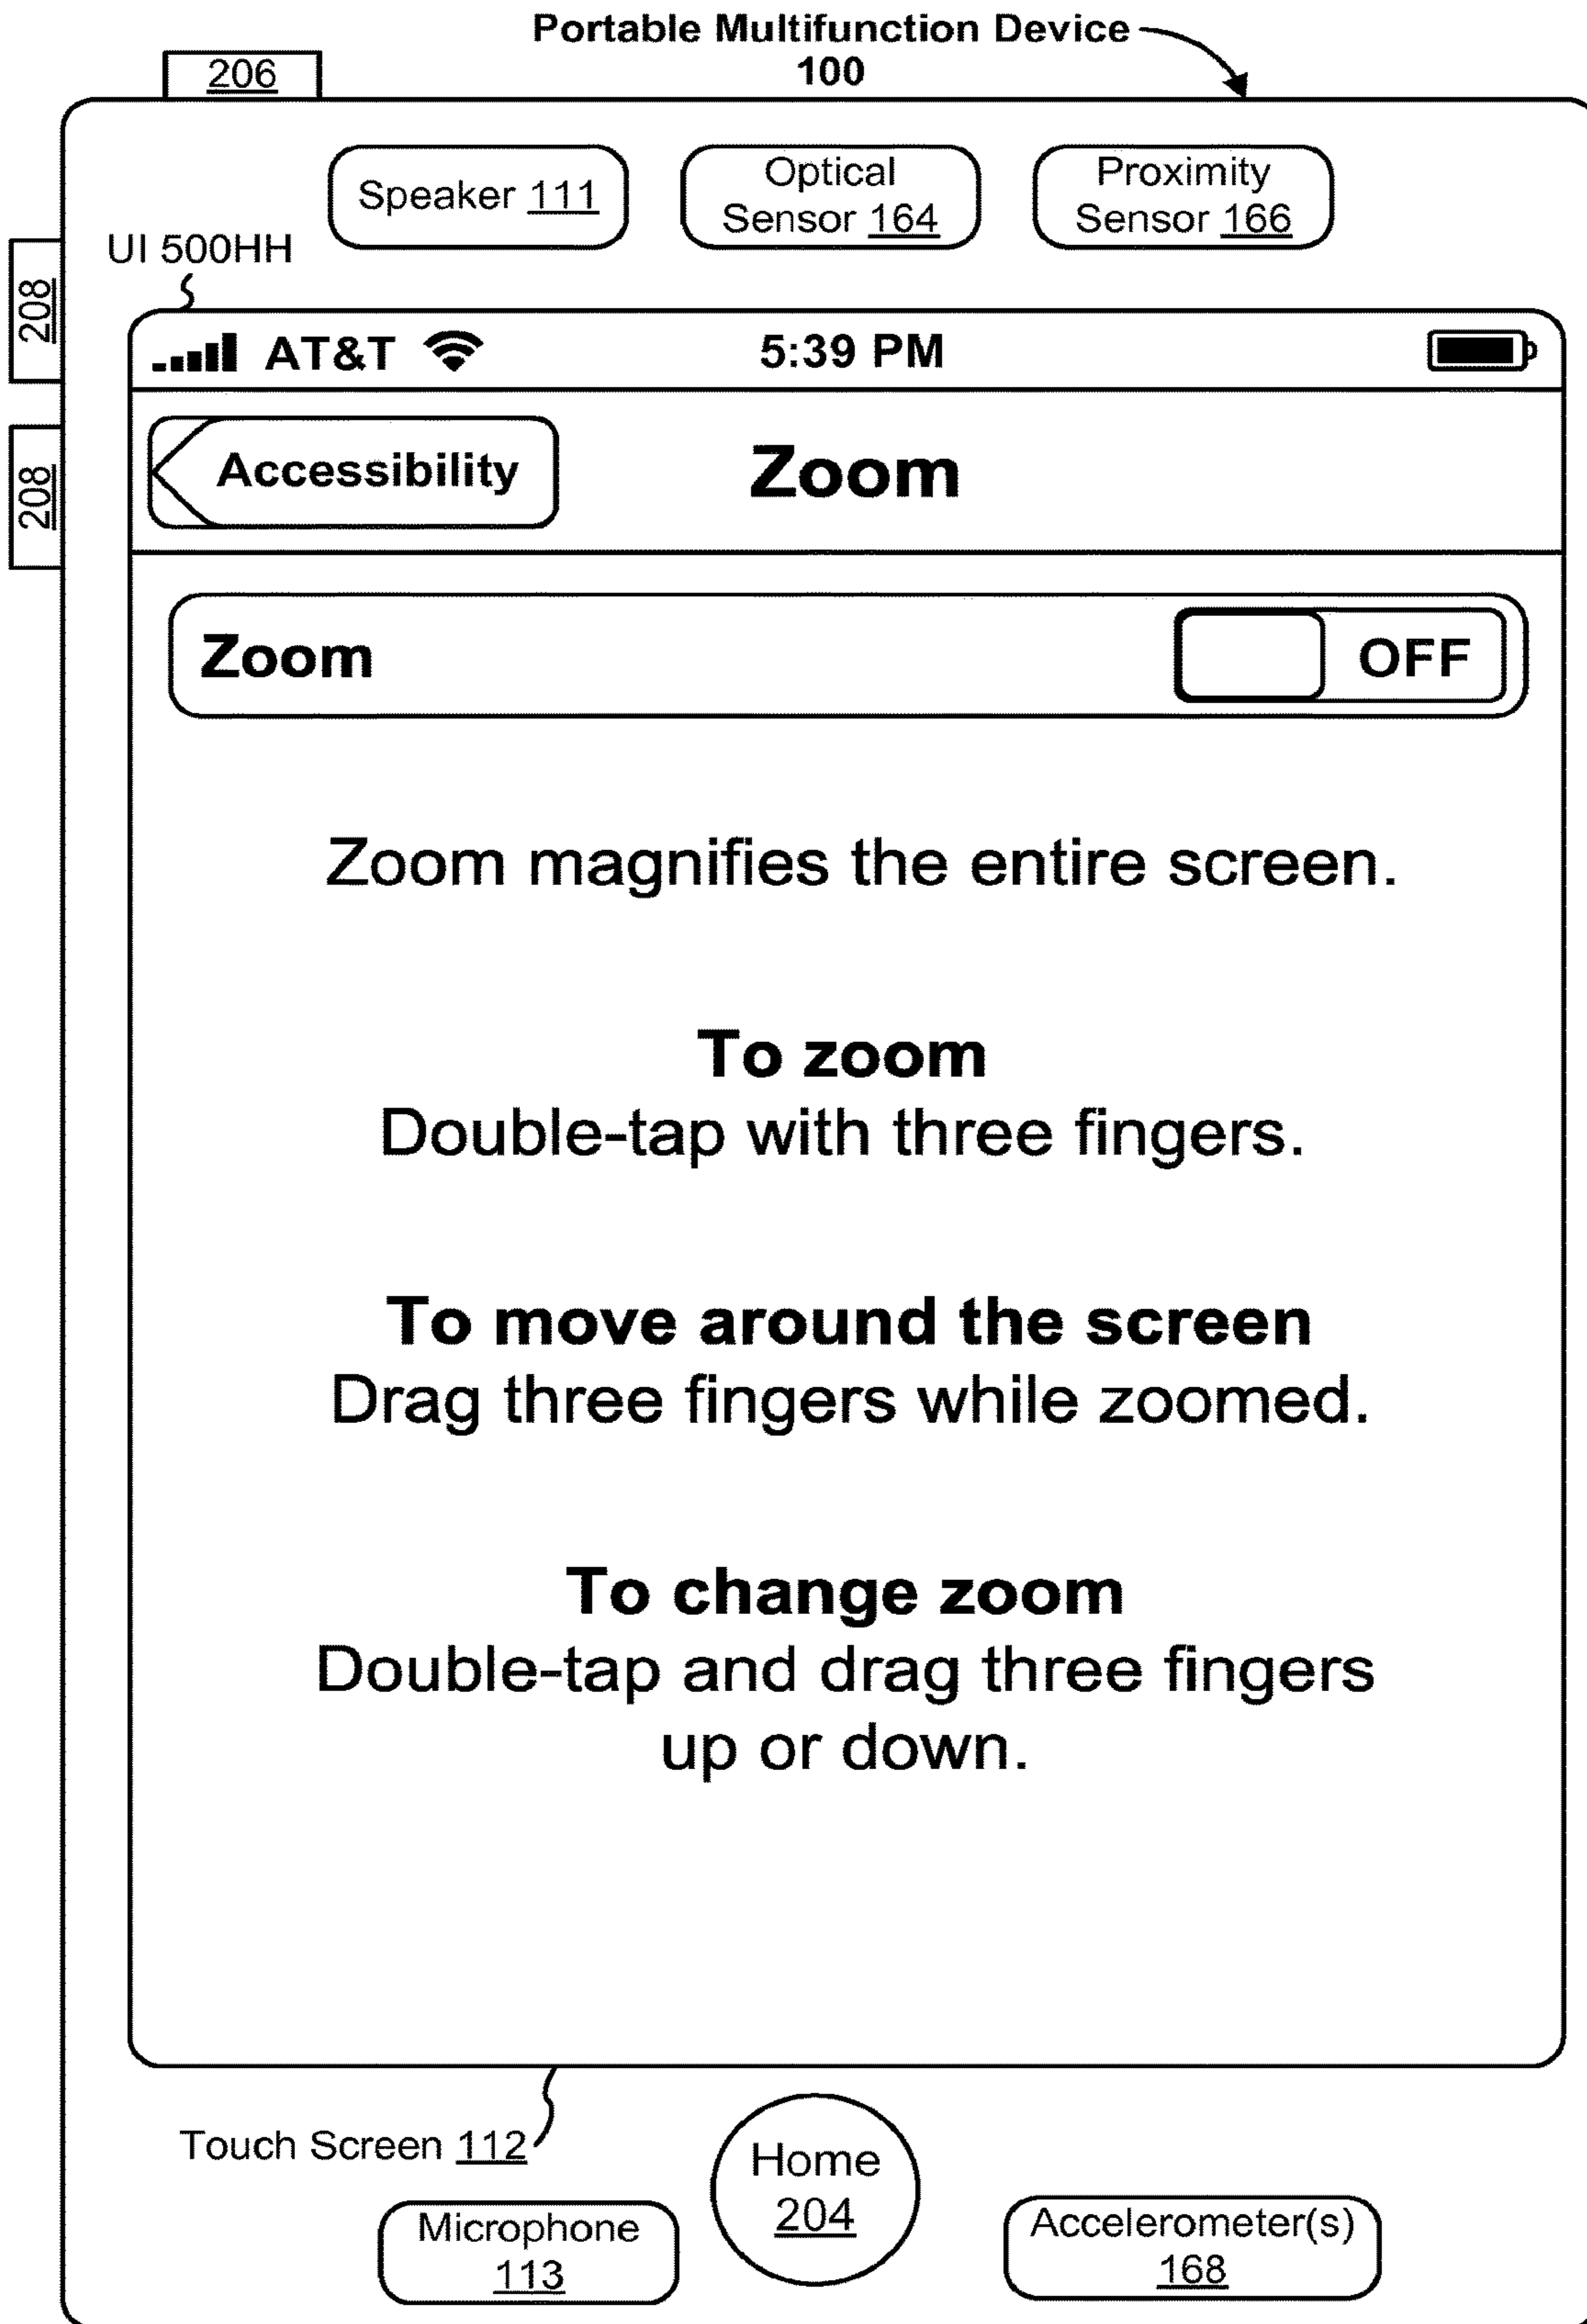 Portable Multifunction Device
100
206
Speaker 111
Optical
Sensor 164
Proximity
Sensor 166
UI 500HH
208
208
AT&T
5:39 PM
Accessibility
Zoom
Zoom
OFF
Zoom magnifies the entire screen.
To zoom
Double-tap with three fingers.
To move around the screen
Drag three fingers while zoomed.
To change zoom
Double-tap and drag three fingers
up or down.
Touch Screen 112
Home
204
Microphone
113
Accelerometer(s)
168